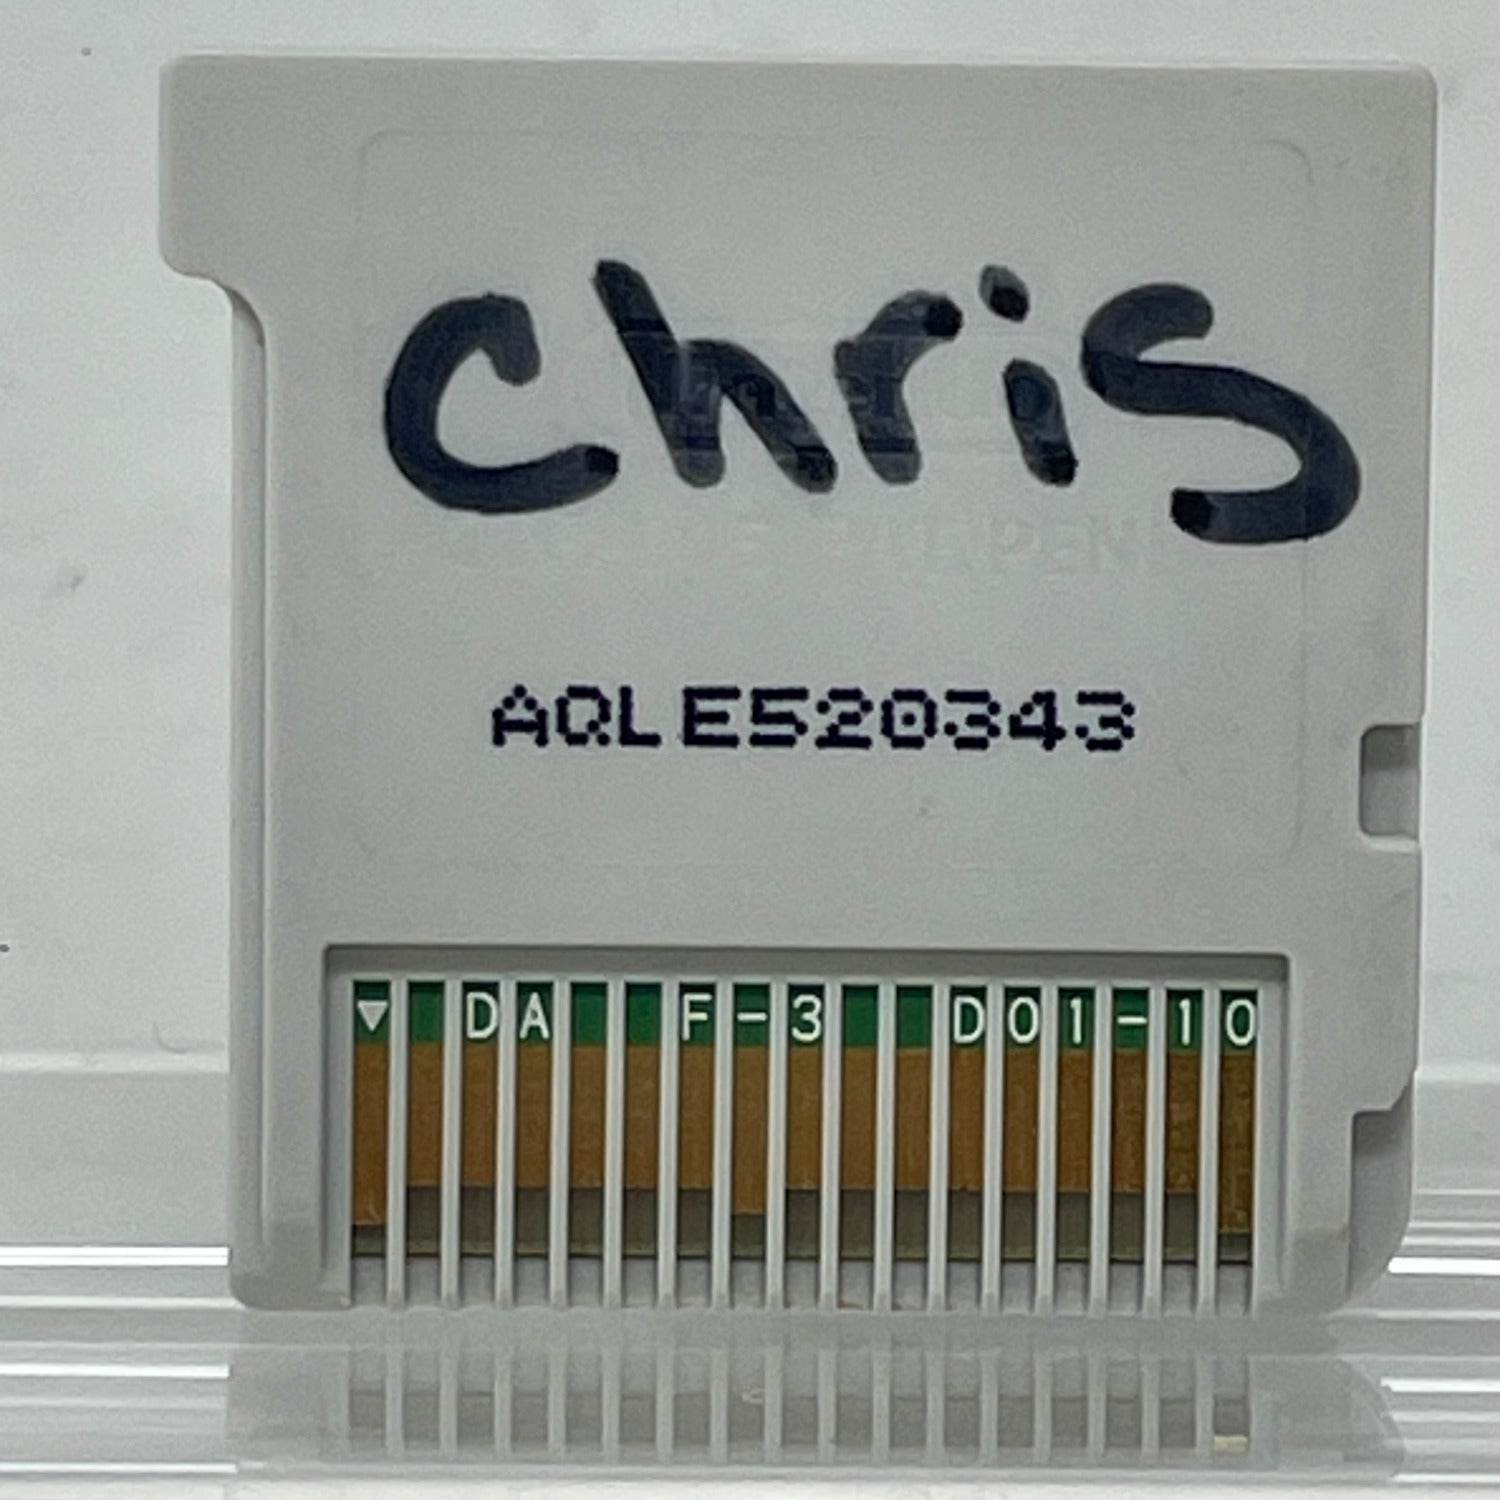 Chris
AQLE520343
▼ DA F-3 D01-10